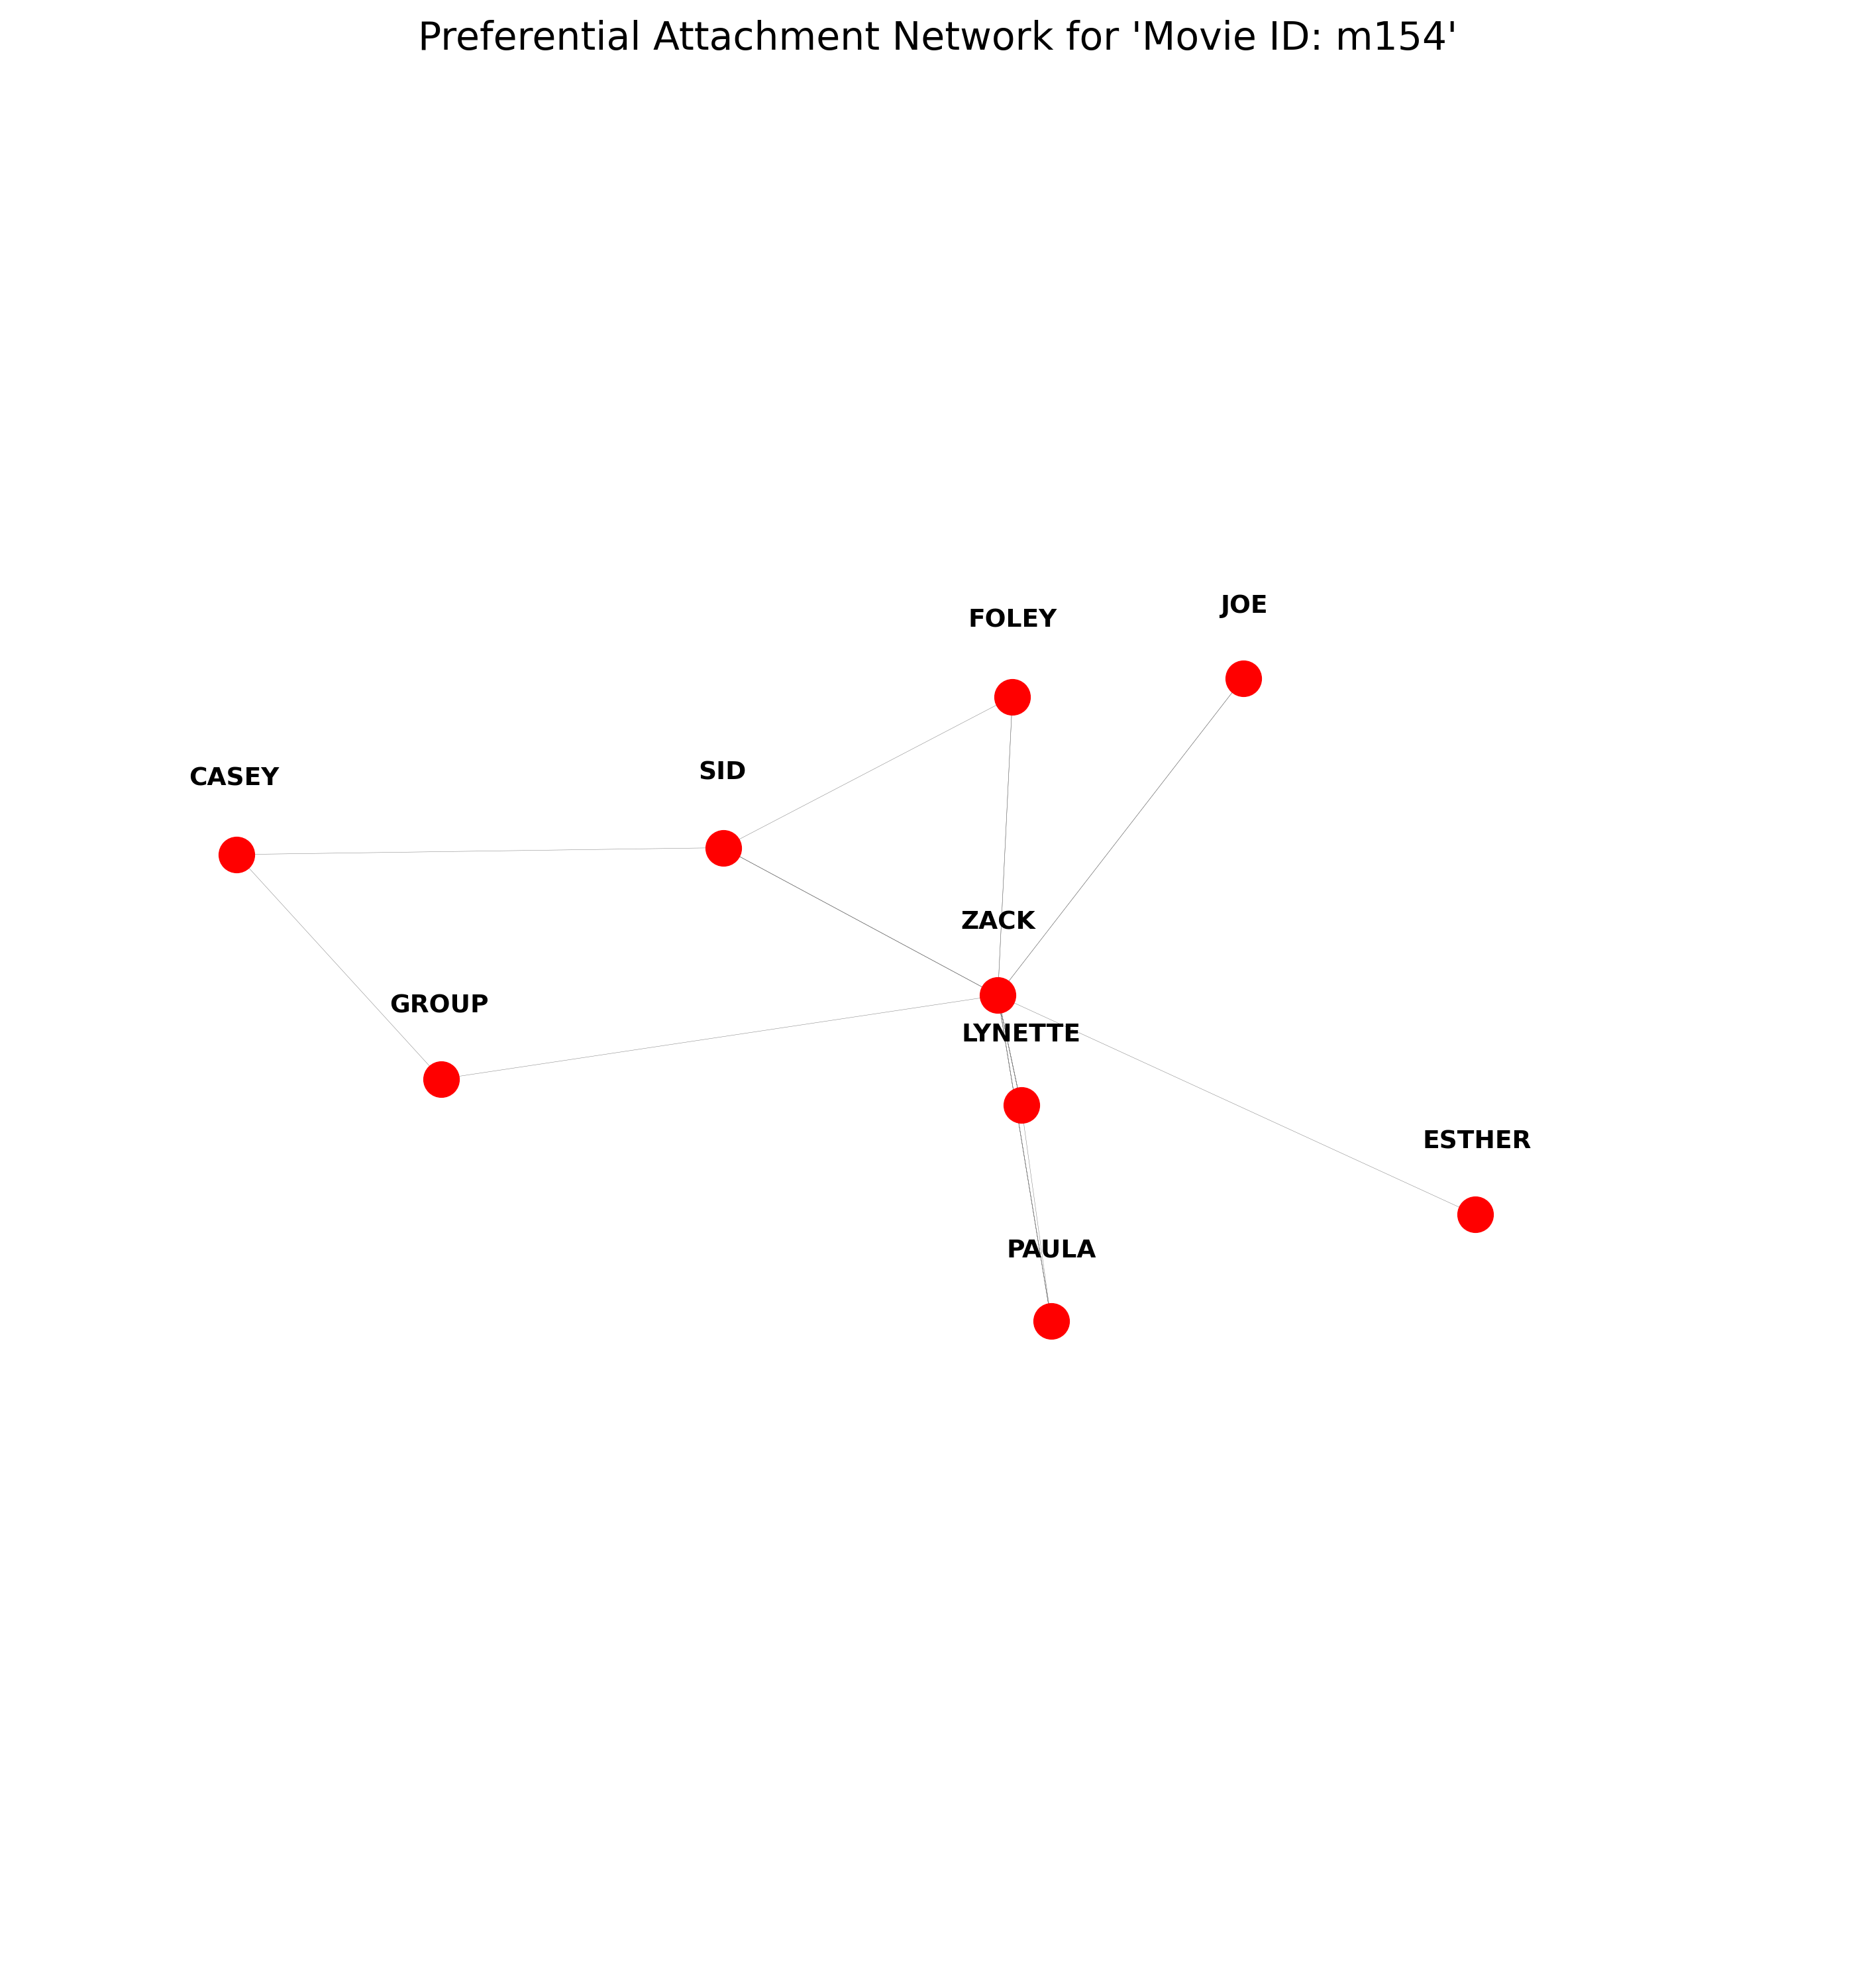 Preferential Attachment Network for 'Movie ID: m154'
JOE
FOLEY
SID
CASEY
ZACK
GROUP
LYNETTE
ESTHER
PAULA